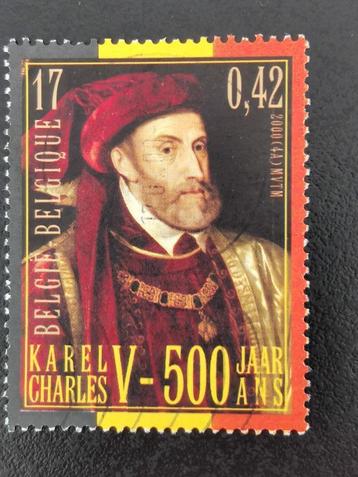 17 0,42
BELGIË-BELGIQUE
2000(4A)MVTM
KAREL V-500 JAAR
CHARLES ANS